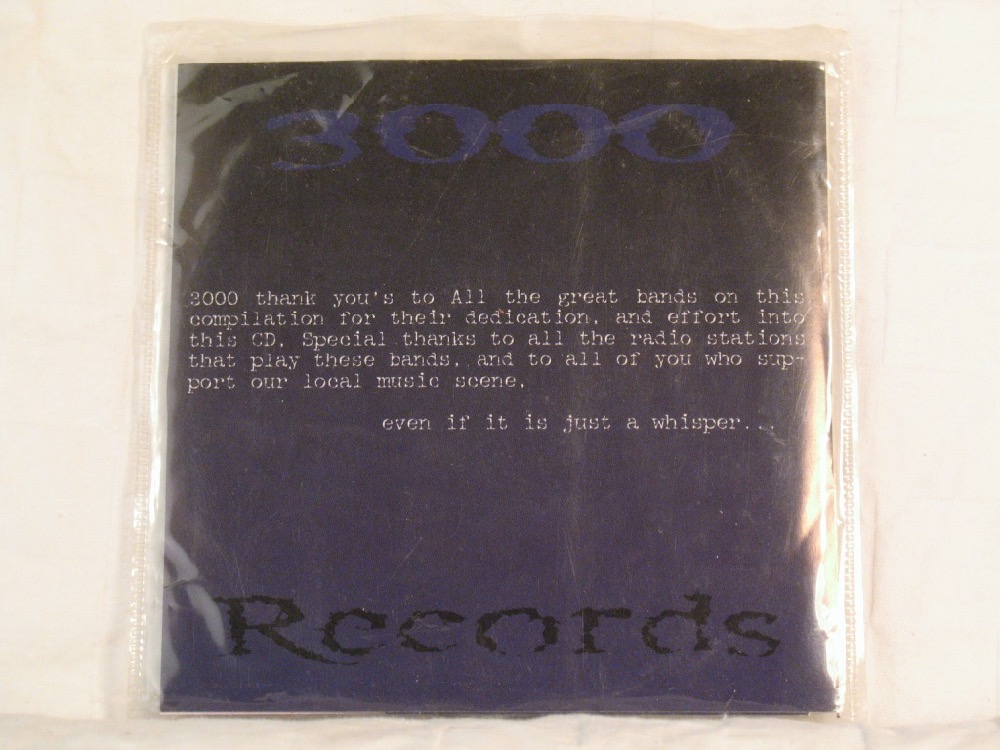 3000
3000 thank you's to All the great bands on this
compilation for their dedication, and effort into
this CD. Special thanks to all the radio stations
that play these bands, and to all of you who sup-
port our local music scene,
even if it is just a whisper...
Records